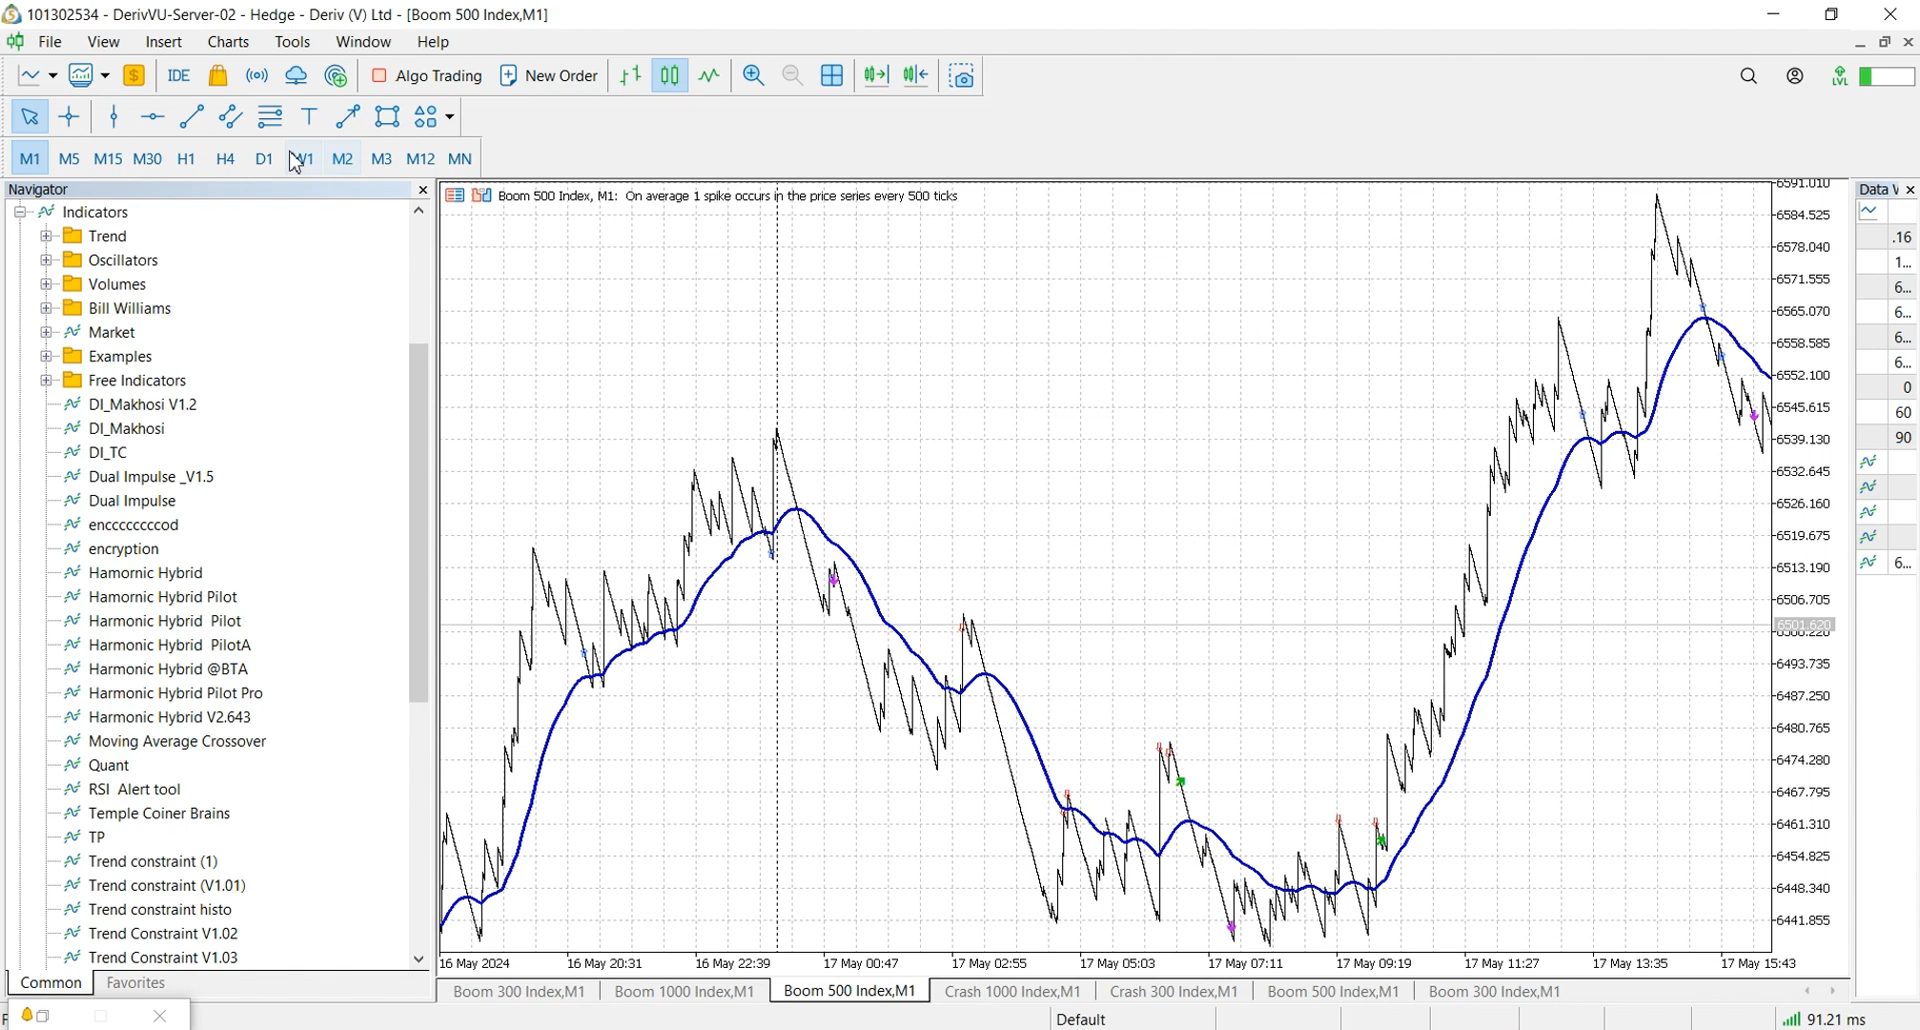 101302534 - DerivVU-Server-02 - Hedge - Deriv (V) Ltd - [Boom 500 Index,M1]
File View Insert Charts Tools Window Help
IDE Algo Trading New Order LVL
M1 M5 M15 M30 H1 H4 D1 W1 M2 M3 M12 MN
Navigator
Indicators
Trend
Oscillators
Volumes
Bill Williams
Market
Examples
Free Indicators
DI_Makhosi V1.2
DI_Makhosi
DI_TC
Dual Impulse _V1.5
Dual Impulse
encccccccod
encryption
Hamornic Hybrid
Hamornic Hybrid Pilot
Harmonic Hybrid  Pilot
Harmonic Hybrid  PilotA
Harmonic Hybrid @BTA
Harmonic Hybrid Pilot Pro
Harmonic Hybrid V2.643
Moving Average Crossover
Quant
RSI  Alert tool
Temple Coiner Brains
TP
Trend constraint (1)
Trend constraint (V1.01)
Trend constraint histo
Trend Constraint V1.02
Trend Constraint V1.03
Common Favorites
Boom 500 Index, M1:  On average 1 spike occurs in the price series every 500 ticks
6591.010
6584.525
6578.040
6571.555
6565.070
6558.585
6552.100
6545.615
6539.130
6532.645
6526.160
6519.675
6513.190
6506.705
6501.620
6500.220
6493.735
6487.250
6480.765
6474.280
6467.795
6461.310
6454.825
6448.340
6441.855
16 May 2024 16 May 20:31 16 May 22:39 17 May 00:47 17 May 02:55 17 May 05:03 17 May 07:11 17 May 09:19 17 May 11:27 17 May 13:35 17 May 15:43
Boom 300 Index,M1 Boom 1000 Index,M1 Boom 500 Index,M1 Crash 1000 Index,M1 Crash 300 Index,M1 Boom 500 Index,M1 Boom 300 Index,M1
Data
.16
1...
6...
6...
6...
6...
0
60
90
6...
Default 91.21 ms